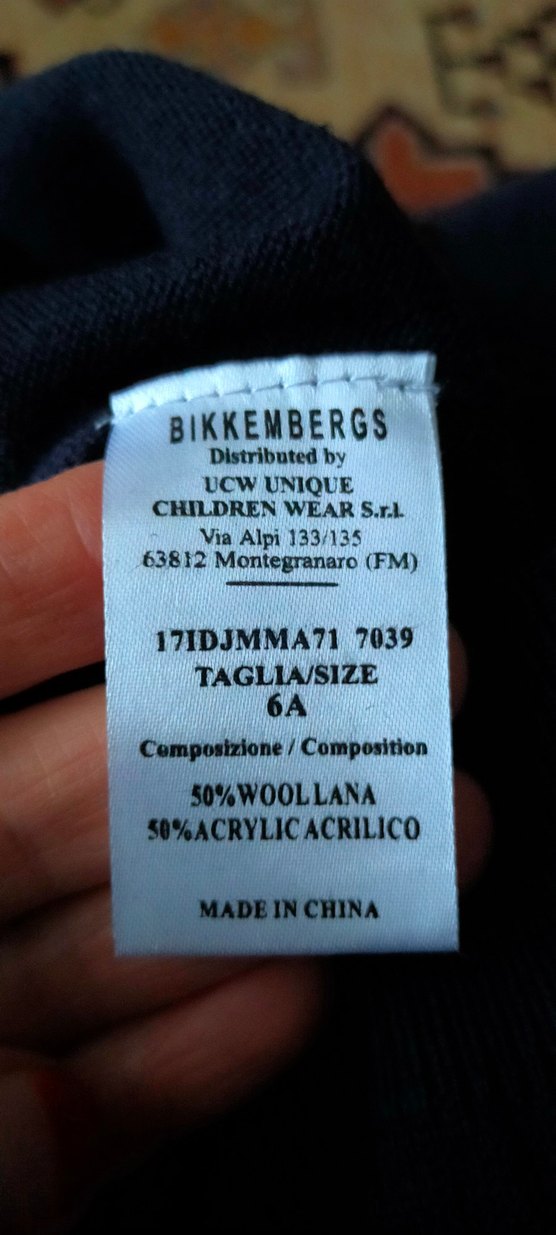 BIKKEMBERGS
Distributed by
UCW UNIQUE
CHILDREN WEAR S.r.l.
Via Alpi 133/135
63812 Montegranaro (FM)
17IDJMMA71 7039
TAGLIA/SIZE
6A
Composizione / Composition
50%WOOL LANA
50%ACRYLIC ACRILICO
MADE IN CHINA